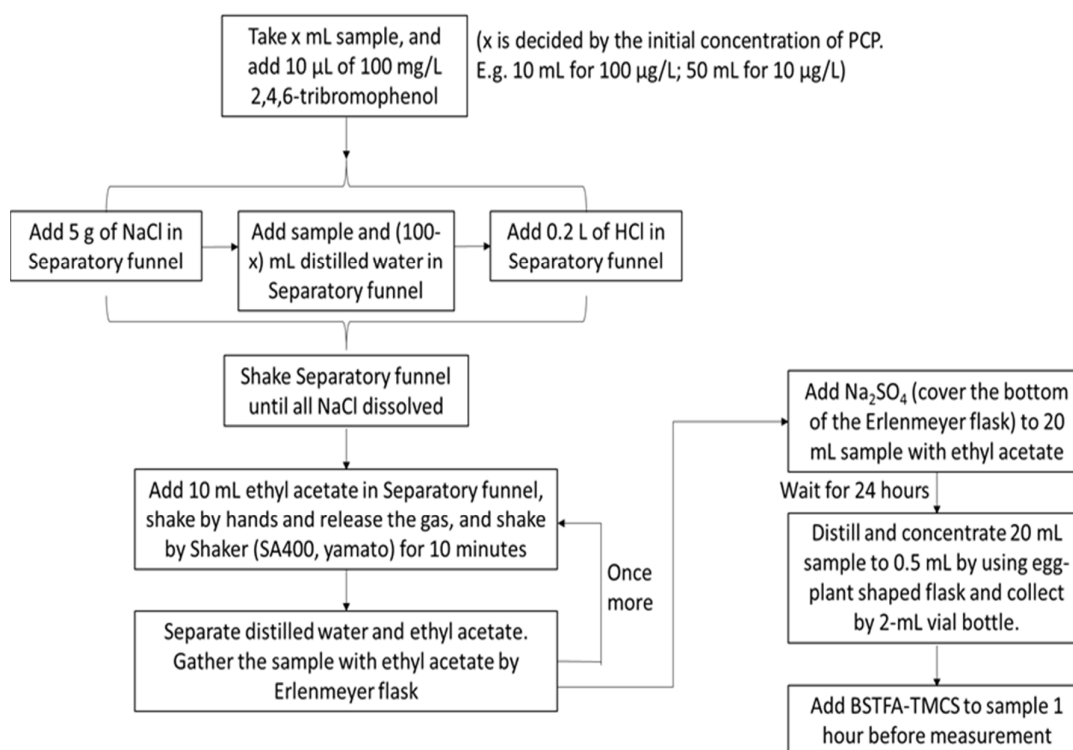 Take x mL sample, and
add 10 µL of 100 mg/L
2,4,6-tribromophenol
(x is decided by the initial concentration of PCP.
E.g. 10 mL for 100 µg/L; 50 mL for 10 µg/L)
Add 5 g of NaCl in
Separatory funnel
Add sample and (100-
x) mL distilled water in
Separatory funnel
Add 0.2 L of HCl in
Separatory funnel
Shake Separatory funnel
until all NaCl dissolved
Add 10 mL ethyl acetate in Separatory funnel,
shake by hands and release the gas, and shake
by Shaker (SA400, yamato) for 10 minutes
Once
more
Separate distilled water and ethyl acetate.
Gather the sample with ethyl acetate by
Erlenmeyer flask
Add Na₂SO₄ (cover the bottom
of the Erlenmeyer flask) to 20
mL sample with ethyl acetate
Wait for 24 hours
Distill and concentrate 20 mL
sample to 0.5 mL by using egg-
plant shaped flask and collect
by 2-mL vial bottle.
Add BSTFA-TMCS to sample 1
hour before measurement